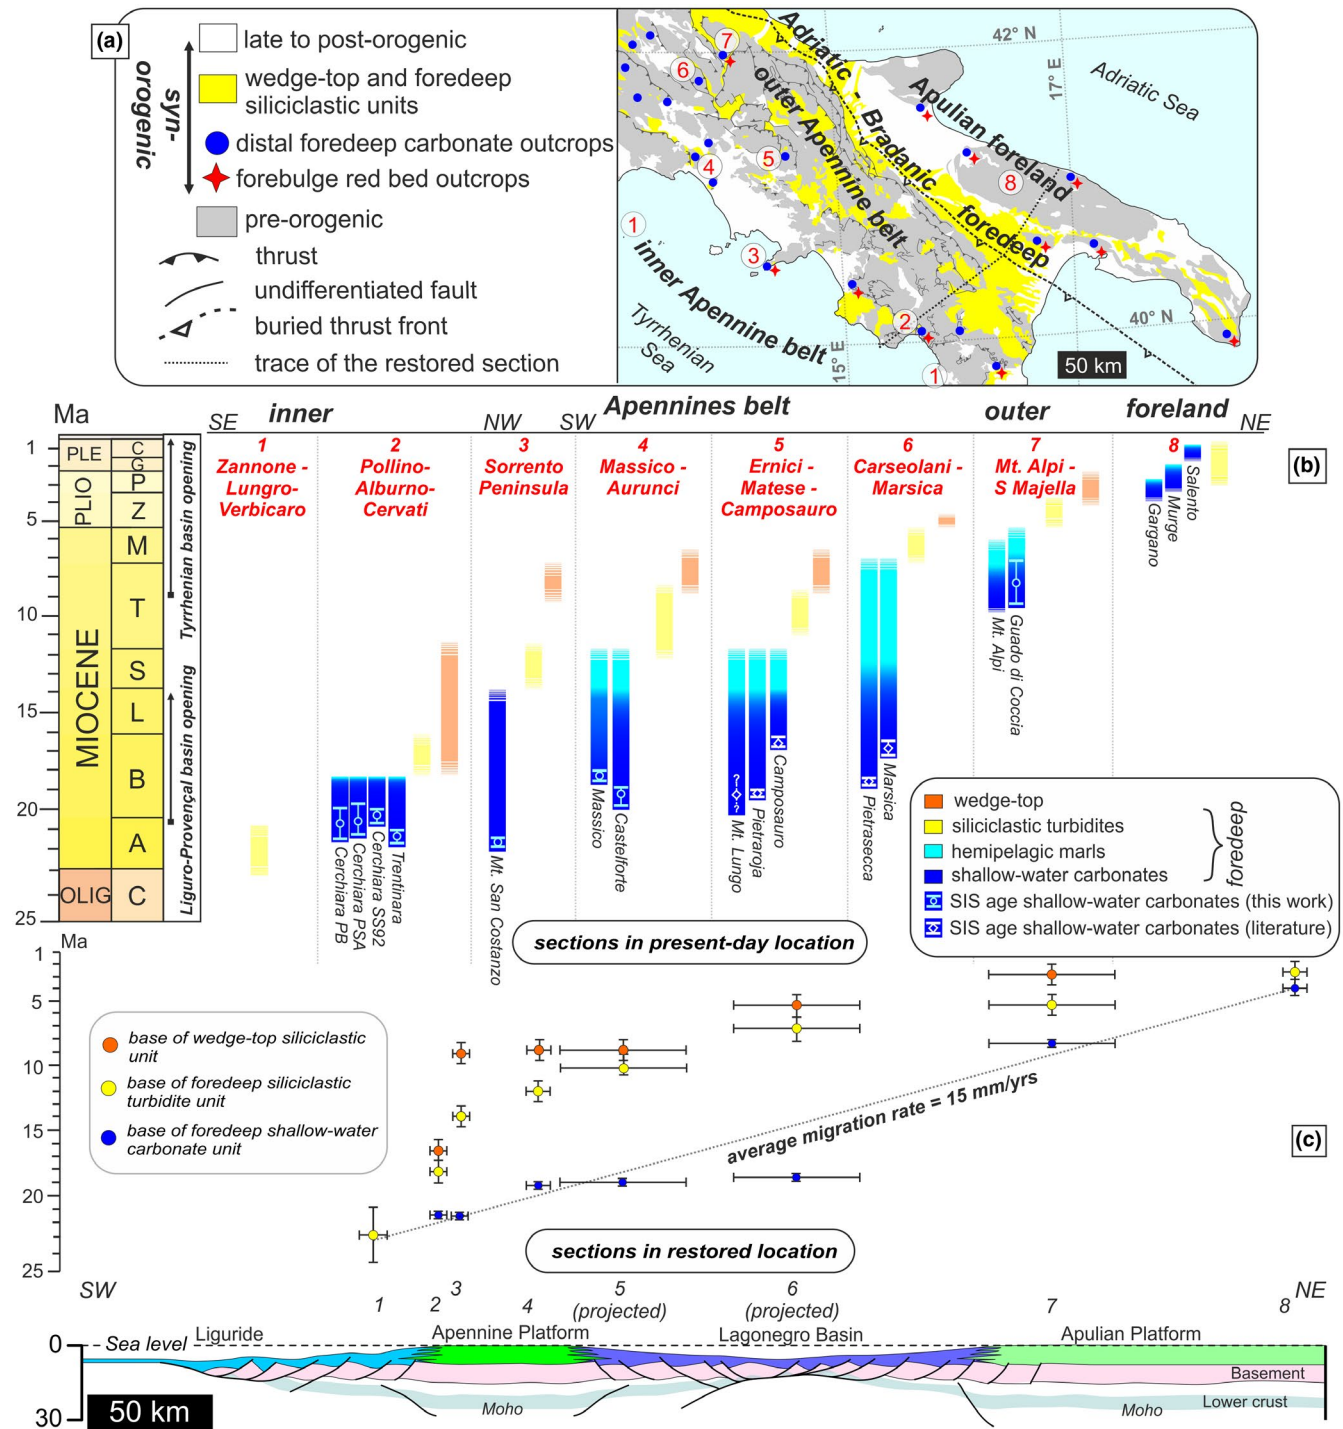 (a)
late to post-orogenic
wedge-top and foredeep
siliciclastic units
distal foredeep carbonate outcrops
forebulge red bed outcrops
syn-
orogenic
pre-orogenic
thrust
undifferentiated fault
buried thrust front
trace of the restored section
Adriatic - Bradanic foredeep
outer Apennine belt
Apulian foreland
inner Apennine belt
Adriatic Sea
Tyrrhenian
Sea
42° N
17° E
40° N
15° E
7
6
5
4
8
1
3
2
1
50 km
Ma
SE
inner
NW
SW
Apennines belt
outer
foreland
NE
(b)
1
Zannone -
Lungro-
Verbicaro
2
Pollino-
Alburno-
Cervati
3
Sorrento
Peninsula
4
Massico -
Aurunci
5
Ernici -
Matese -
Camposauro
6
Carseolani -
Marsica
7
Mt. Alpi -
S Majella
8
1
5
10
15
20
25
PLE
PLIO
MIOCENE
OLIG
C
G
P
Z
M
T
S
L
B
A
C
Tyrrhenian basin opening
Liguro-Provençal basin opening
Cerchiara PB
Cerchiara PSA
Cerchiara SS92
Trentinara
Mt. San Costanzo
Massico
Castelforte
?
?
Mt. Lungo
Pietraroja
Camposauro
Pietrasecca
Marsica
Mt. Alpi
Guado di Coccia
Gargano
Murge
Salento
wedge-top
siliciclastic turbidites
hemipelagic marls
shallow-water carbonates
foredeep
SIS age shallow-water carbonates (this work)
SIS age shallow-water carbonates (literature)
sections in present-day location
Ma
1
5
10
15
20
25
base of wedge-top siliciclastic
unit
base of foredeep siliciclastic
turbidite unit
base of foredeep shallow-water
carbonate unit
average migration rate = 15 mm/yrs
(c)
sections in restored location
SW
1
2
3
4
5
(projected)
6
(projected)
7
8
NE
0
30
Sea level
Liguride
Apennine Platform
Lagonegro Basin
Apulian Platform
Basement
Lower crust
Moho
Moho
50 km